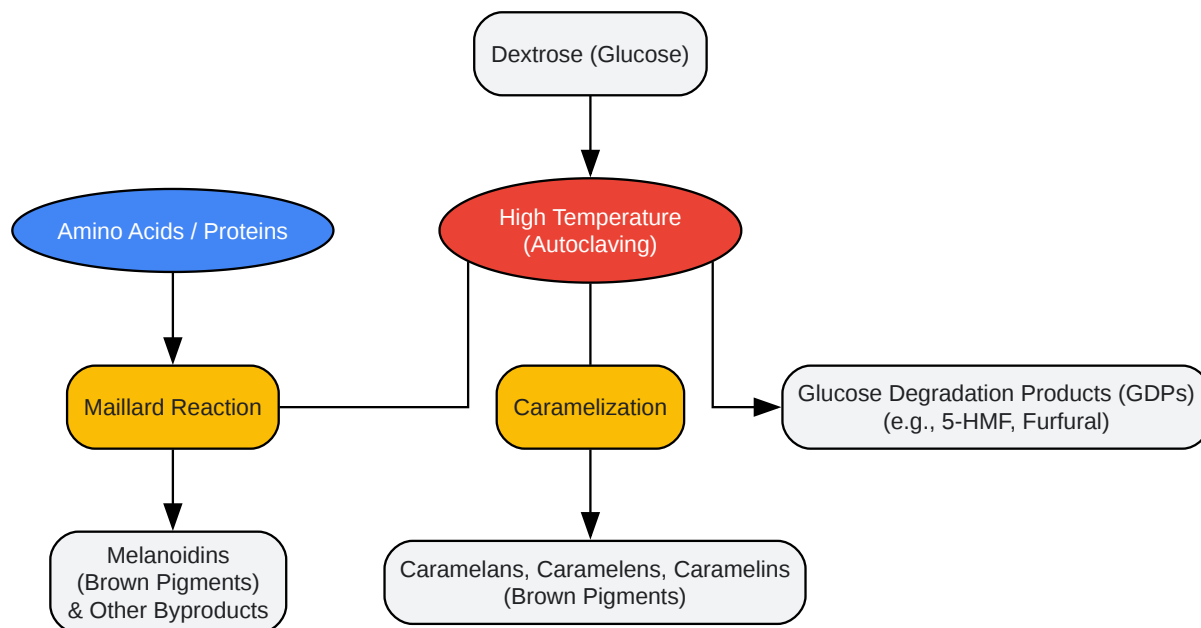 Dextrose (Glucose)
Amino Acids / Proteins
High Temperature
(Autoclaving)
Maillard Reaction
Caramelization
Glucose Degradation Products (GDPs)
(e.g., 5-HMF, Furfural)
Melanoidins
(Brown Pigments)
& Other Byproducts
Caramelans, Caramelens, Caramelins
(Brown Pigments)